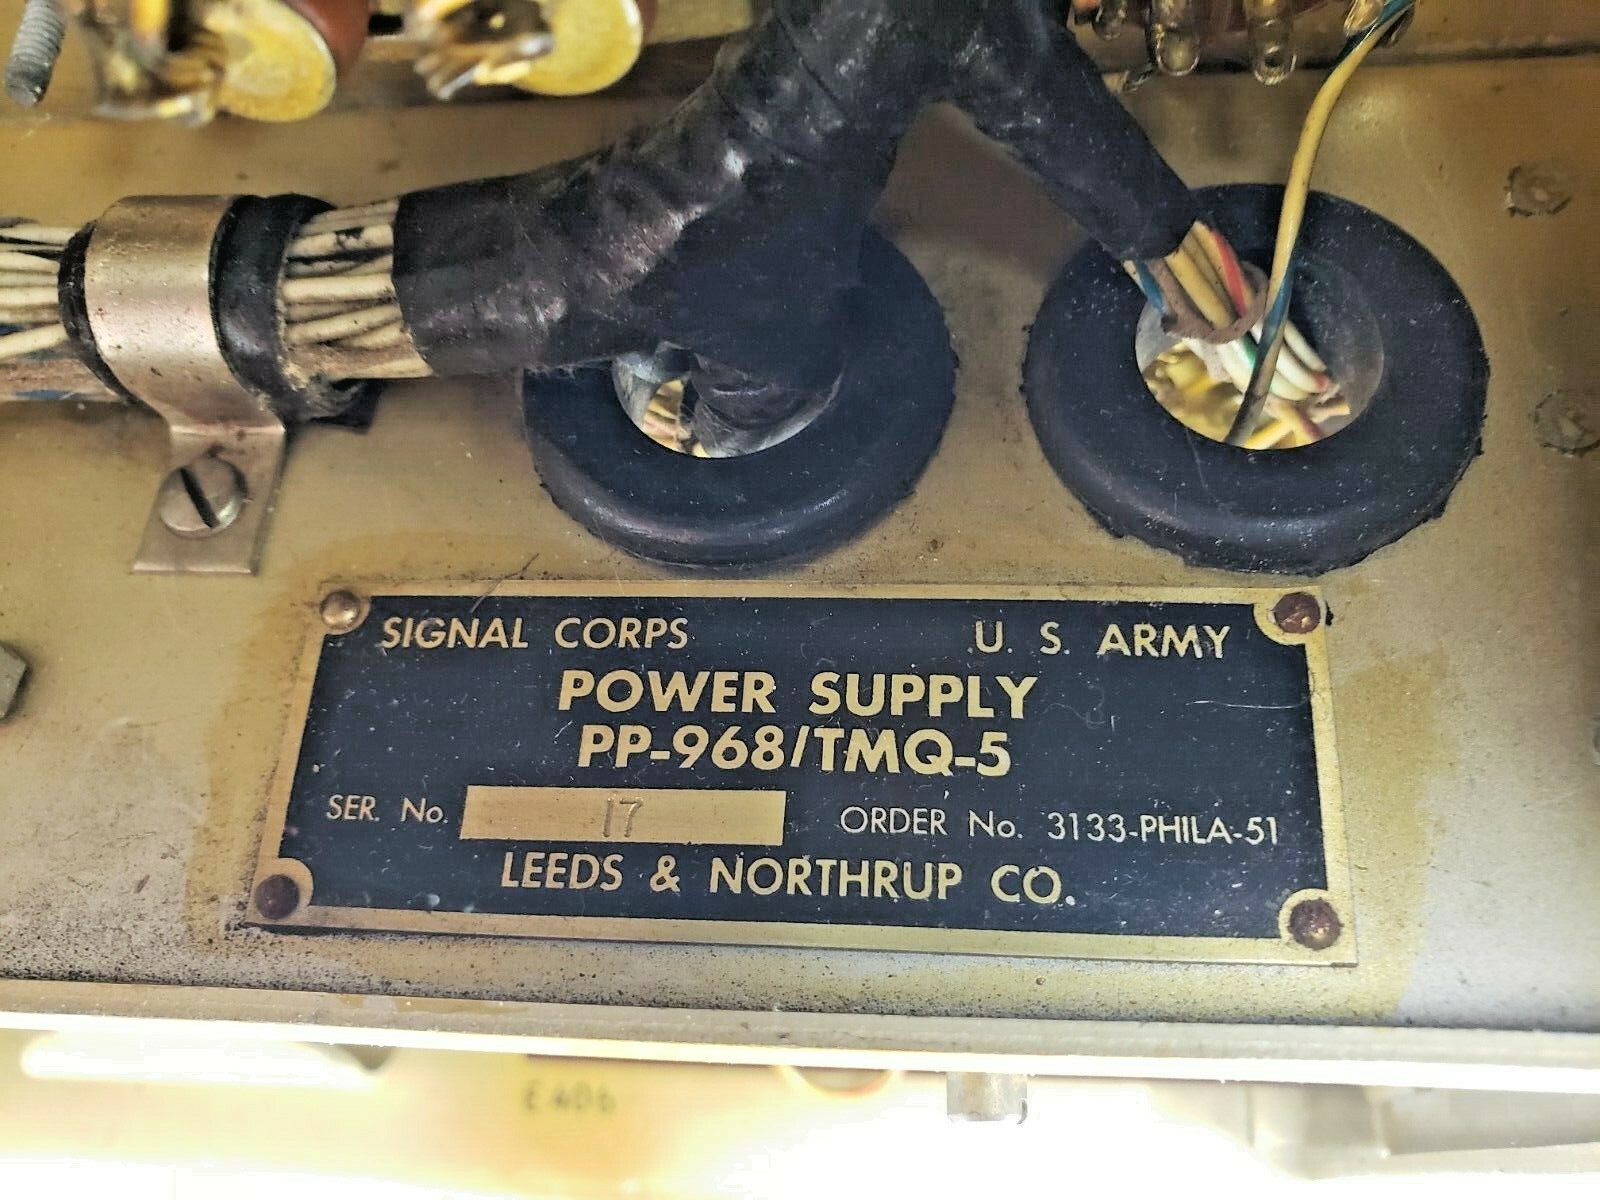 SIGNAL CORPS U. S. ARMY
POWER SUPPLY
PP-968/TMQ-5
SER. No. 17 ORDER No. 3133-PHILA-51
LEEDS & NORTHRUP CO.
E406